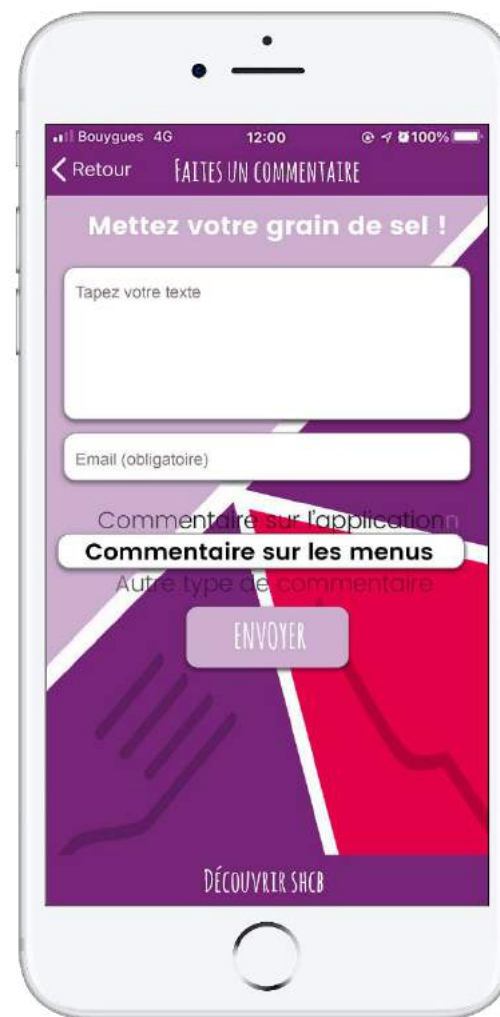 Bouygues 4G 12:00 100%
Retour FAITES UN COMMENTAIRE
Mettez votre grain de sel !
Tapez votre texte
Email (obligatoire)
Commentaire sur l'application
Commentaire sur les menus
Autre type de commentaire
ENVOYER
DÉCOUVRIR SHCB